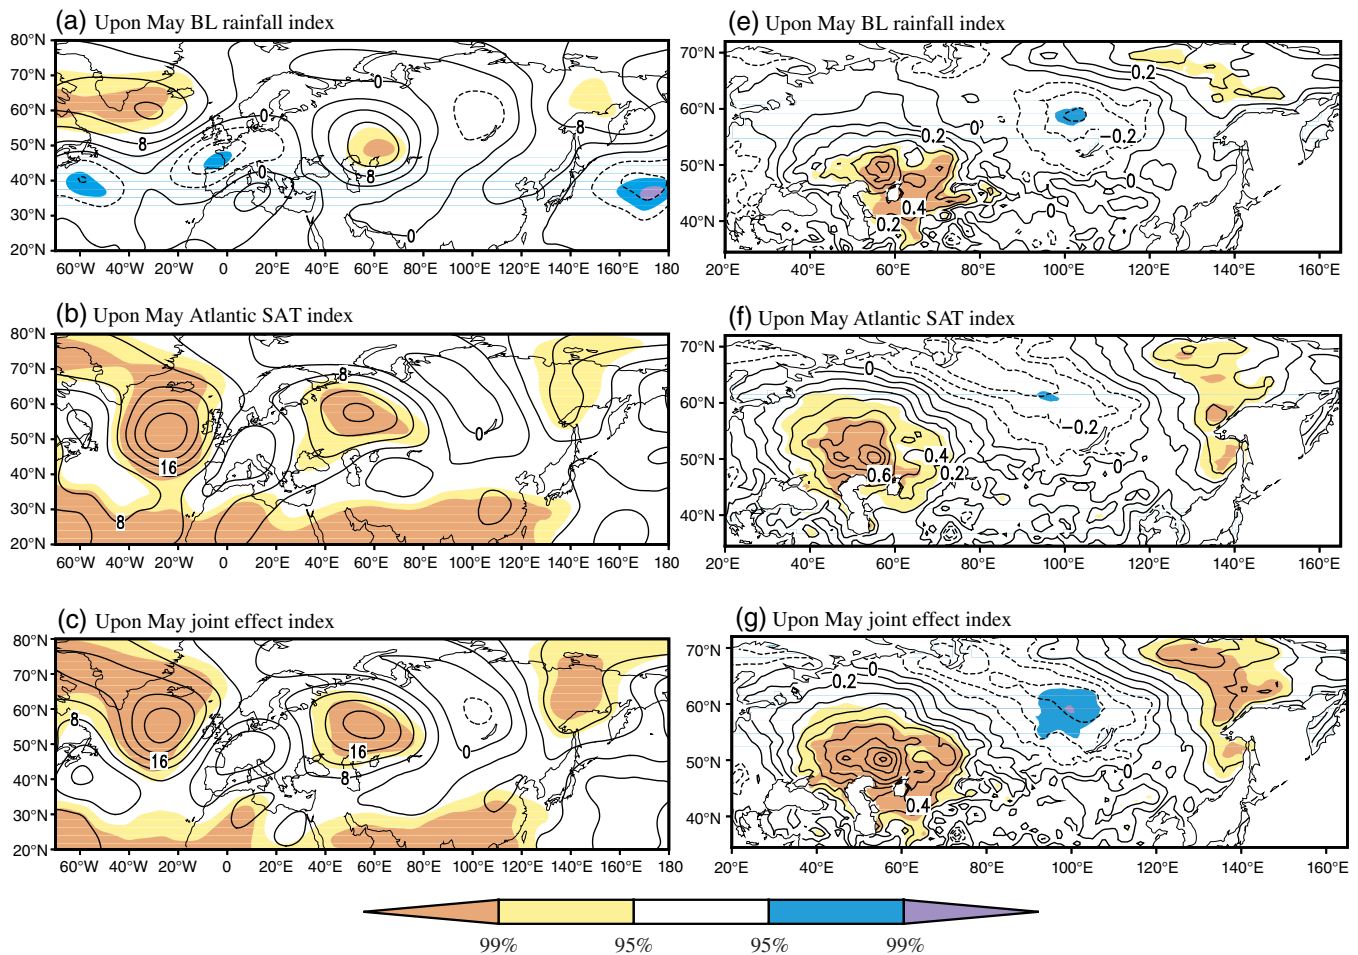 (a) Upon May BL rainfall index
80°N
70°N
60°N
50°N
40°N
30°N
20°N
0
0
8
8
0
8
0
60°W 40°W 20°W 0 20°E 40°E 60°E 80°E 100°E 120°E 140°E 160°E 180
(e) Upon May BL rainfall index
70°N
60°N
50°N
40°N
0.2
0.2
0
−0.2
0
0.4
0.2
0
20°E 40°E 60°E 80°E 100°E 120°E 140°E 160°E
(b) Upon May Atlantic SAT index
80°N
70°N
60°N
50°N
40°N
30°N
20°N
8
0
16
8
60°W 40°W 20°W 0 20°E 40°E 60°E 80°E 100°E 120°E 140°E 160°E 180
(f) Upon May Atlantic SAT index
70°N
60°N
50°N
40°N
0
0
−0.2
0.4
0.2
0.6
0
20°E 40°E 60°E 80°E 100°E 120°E 140°E 160°E
(c) Upon May joint effect index
80°N
70°N
60°N
50°N
40°N
30°N
20°N
8
16
16
0
8
60°W 40°W 20°W 0 20°E 40°E 60°E 80°E 100°E 120°E 140°E 160°E 180
(g) Upon May joint effect index
70°N
60°N
50°N
40°N
0
0.2
0
0.4
20°E 40°E 60°E 80°E 100°E 120°E 140°E 160°E
99% 95% 95% 99%